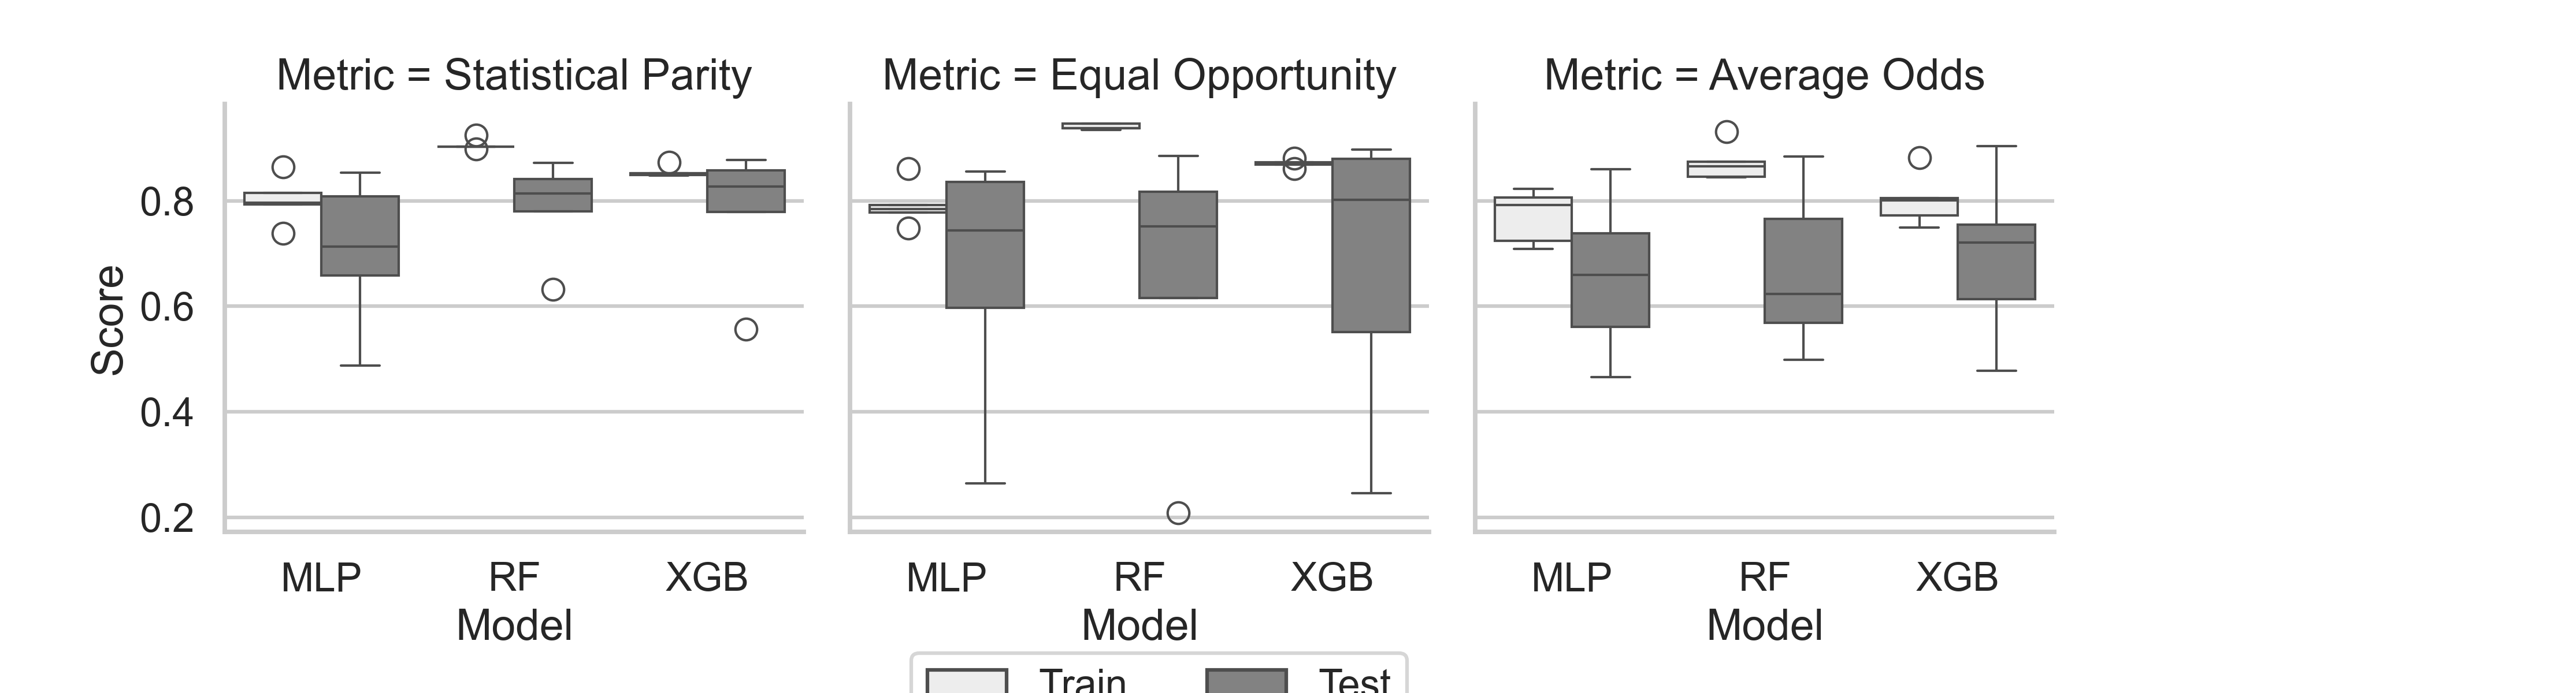 Metric = Statistical Parity
Metric = Equal Opportunity
Metric = Average Odds
Score
0.8
0.6
0.4
0.2
MLP RF XGB
MLP RF XGB
MLP RF XGB
Model
Model
Model
Train Test